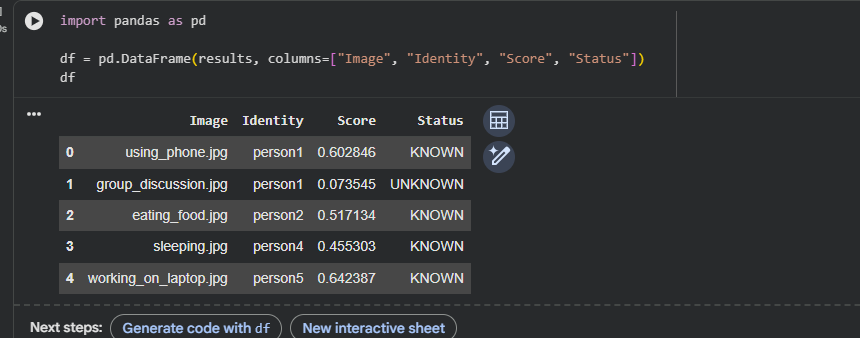 import pandas as pd
df = pd.DataFrame(results, columns=["Image", "Identity", "Score", "Status"])
df
Image Identity Score Status
0 using_phone.jpg person1 0.602846 KNOWN
1 group_discussion.jpg person1 0.073545 UNKNOWN
2 eating_food.jpg person2 0.517134 KNOWN
3 sleeping.jpg person4 0.455303 KNOWN
4 working_on_laptop.jpg person5 0.642387 KNOWN
Next steps: Generate code with df New interactive sheet